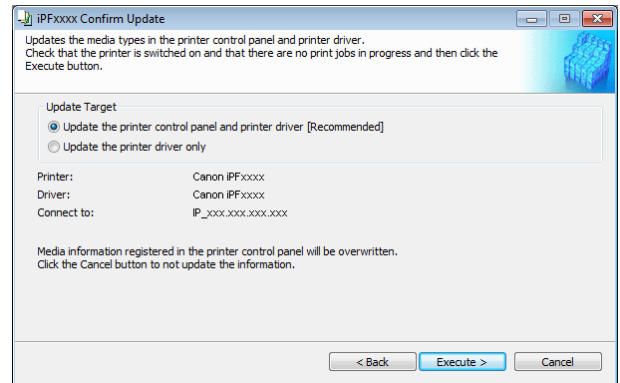 iPFxxxx Confirm Update
Updates the media types in the printer control panel and printer driver.
Check that the printer is switched on and that there are no print jobs in progress and then click the
Execute button.
Update Target
Update the printer control panel and printer driver [Recommended]
Update the printer driver only
Printer: Canon iPFxxxx
Driver: Canon iPFxxxx
Connect to: IP_xxx.xxx.xxx.xxx
Media information registered in the printer control panel will be overwritten.
Click the Cancel button to not update the information.
< Back Execute > Cancel